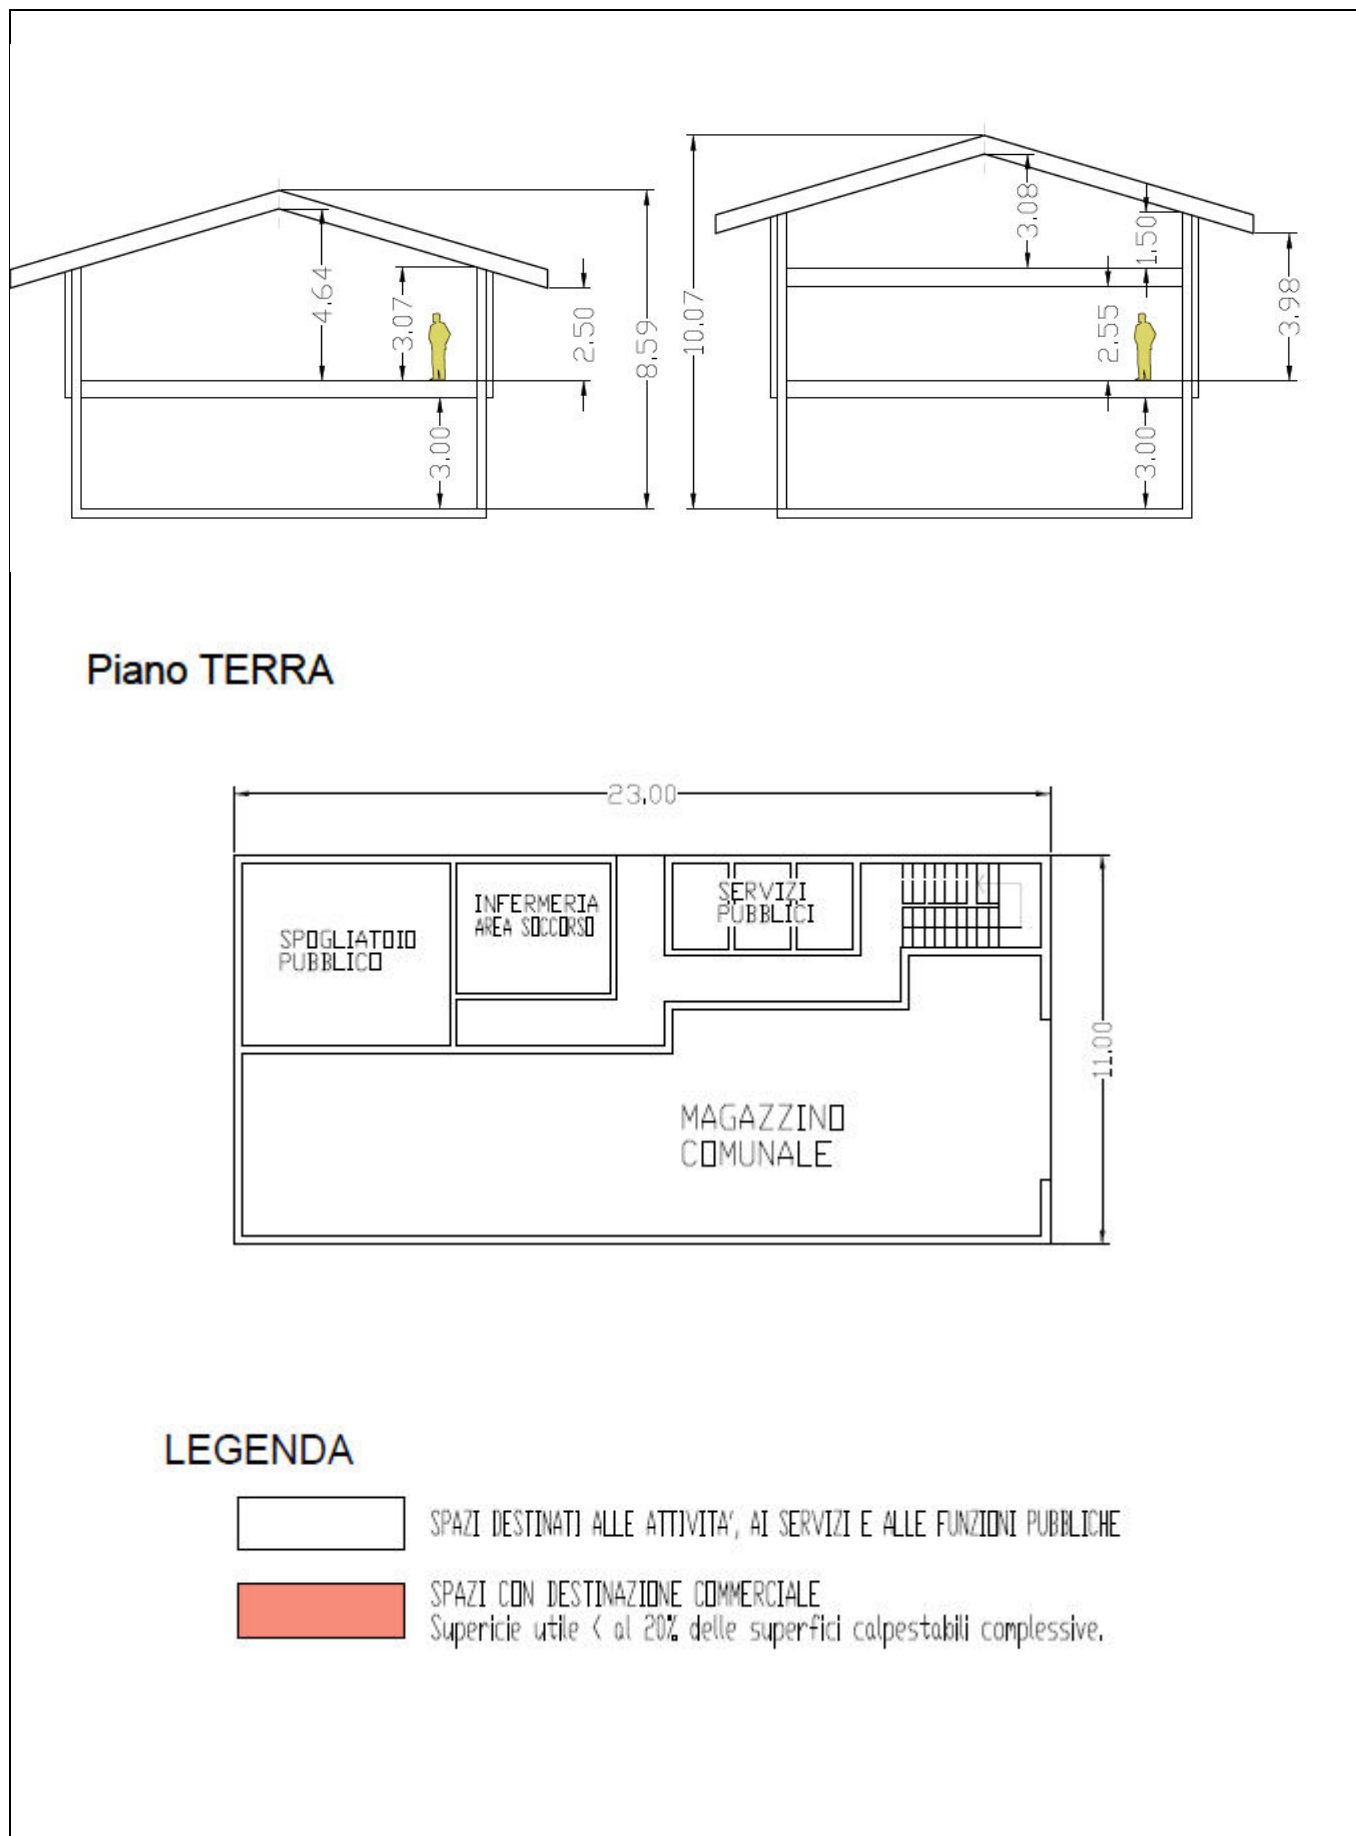 4.64
3.07
2.50
8.59
3.00
10.07
3.08
1.50
2.55
3.98
3.00
Piano TERRA
23.00
SPOGLIATOIO
PUBBLICO
INFERMERIA
AREA SOCCORSO
SERVIZI
PUBBLICI
11.00
MAGAZZINO
COMUNALE
LEGENDA
SPAZI DESTINATI ALLE ATTIVITA', AI SERVIZI E ALLE FUNZIONI PUBBLICHE
SPAZI CON DESTINAZIONE COMMERCIALE
Supericie utile < al 20% delle superfici calpestabili complessive.